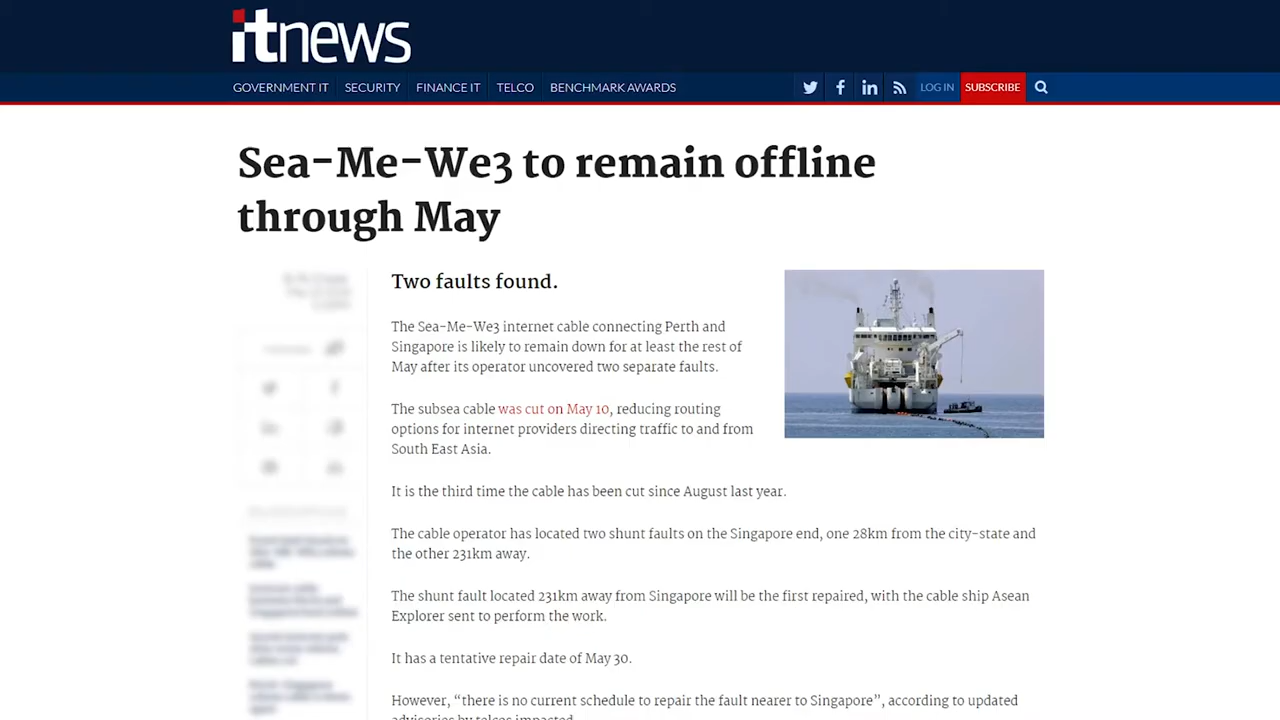 itnews
GOVERNMENT IT SECURITY FINANCE IT TELCO BENCHMARK AWARDS LOG IN SUBSCRIBE
Sea-Me-We3 to remain offline
through May
Two faults found.
The Sea-Me-We3 internet cable connecting Perth and
Singapore is likely to remain down for at least the rest of
May after its operator uncovered two separate faults.
The subsea cable was cut on May 10, reducing routing
options for internet providers directing traffic to and from
South East Asia.
It is the third time the cable has been cut since August last year.
The cable operator has located two shunt faults on the Singapore end, one 28km from the city-state and
the other 231km away.
The shunt fault located 231km away from Singapore will be the first repaired, with the cable ship Asean
Explorer sent to perform the work.
It has a tentative repair date of May 30.
However, “there is no current schedule to repair the fault nearer to Singapore”, according to updated
advisories by telcos impacted.